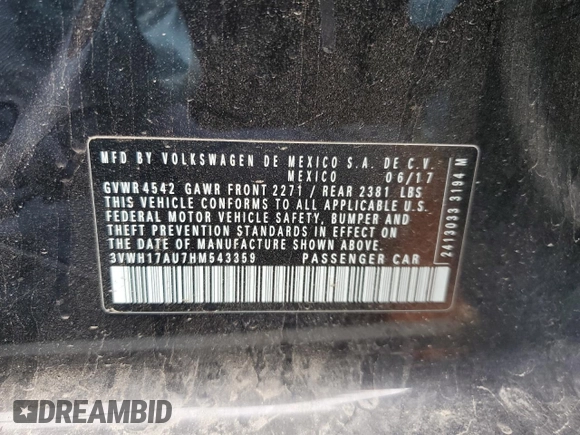 MFD BY VOLKSWAGEN DE MEXICO S.A. DE C.V.
MEXICO 06/17
GVWR 4542 GAWR FRONT 2271 / REAR 2381 LBS
THIS VEHICLE CONFORMS TO ALL APPLICABLE U.S.
FEDERAL MOTOR VEHICLE SAFETY, BUMPER AND
THEFT PREVENTION STANDARDS IN EFFECT ON THE
DATE OF MANUFACTURE SHOWN ABOVE.
3VWH17AU7HM543359 PASSENGER CAR
2413033 3194 M
DREAMBID